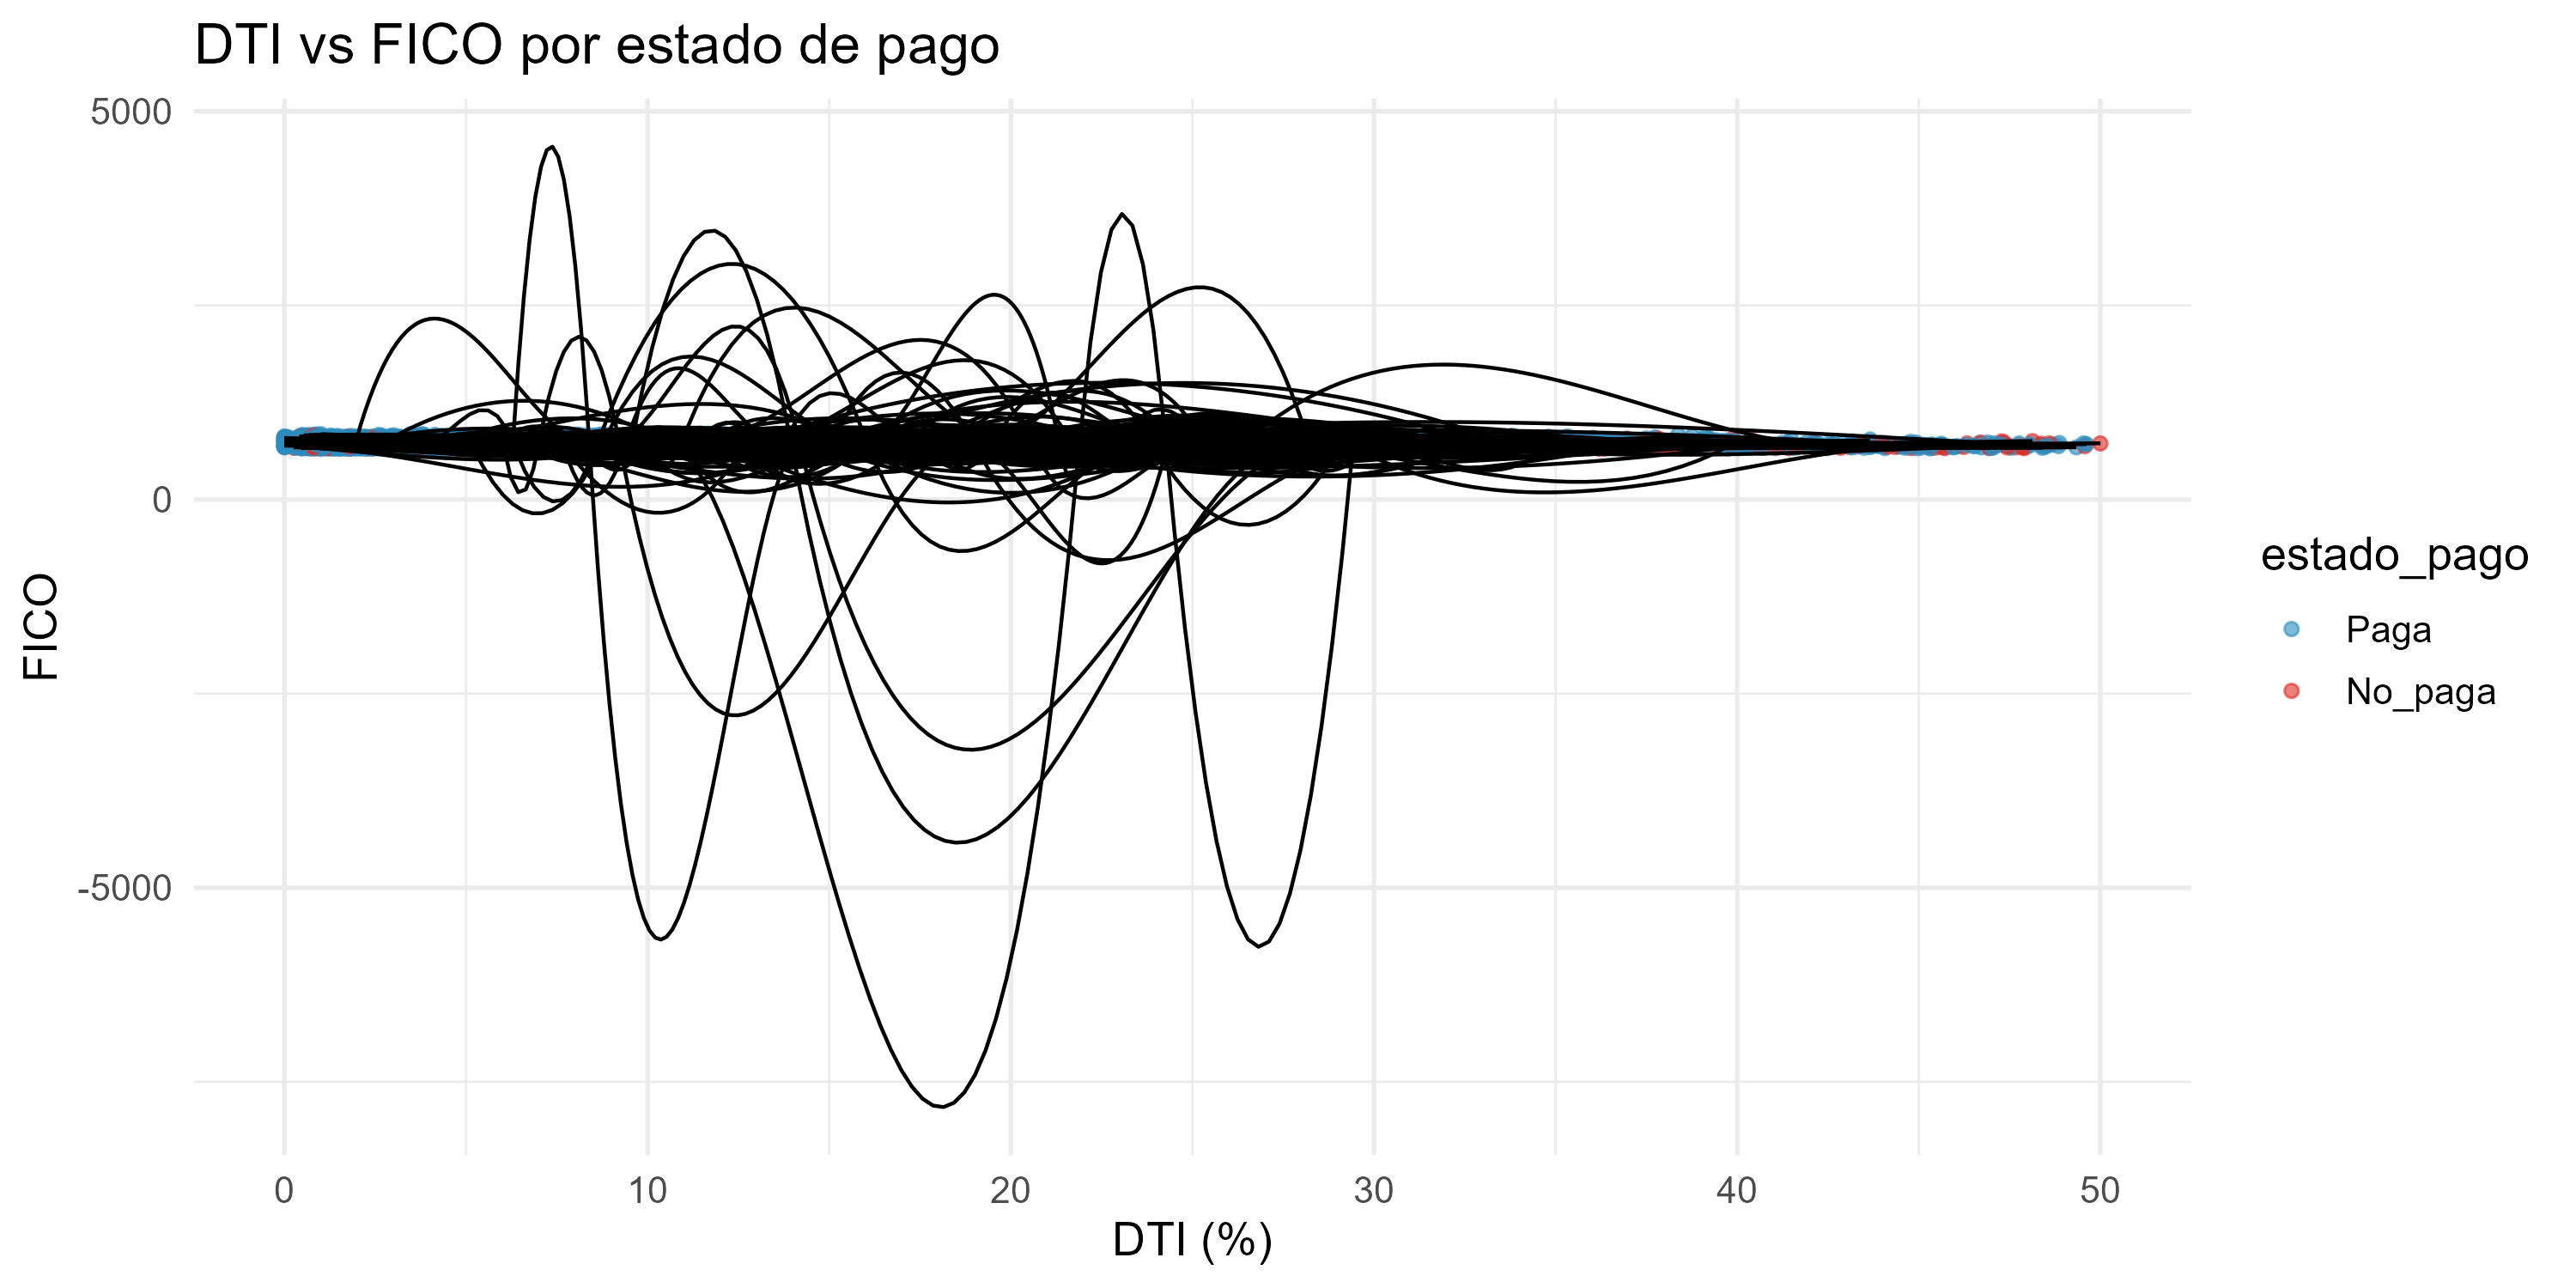 DTI vs FICO por estado de pago
5000
0
-5000
FICO
0 10 20 30 40 50
DTI (%)
estado_pago
Paga
No_paga